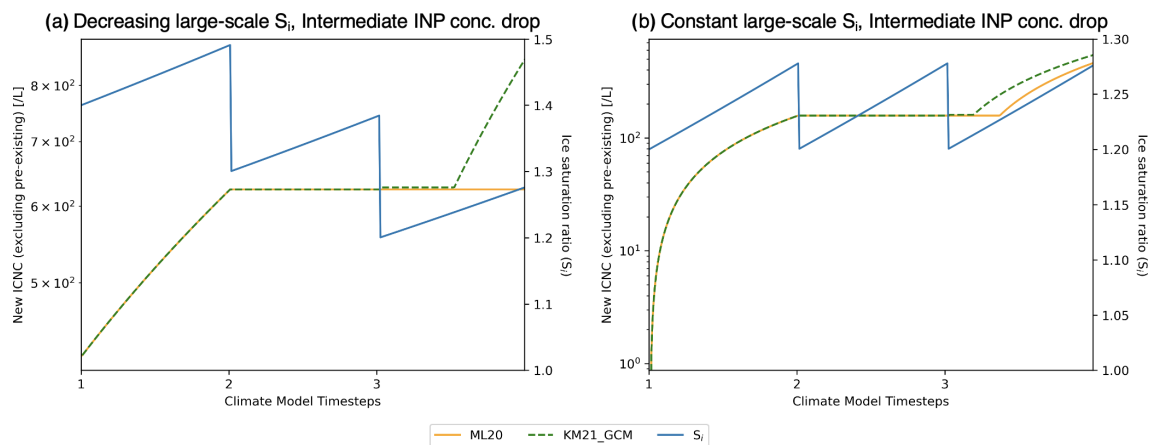 (a) Decreasing large-scale Si, Intermediate INP conc. drop
New ICNC (excluding pre-existing) [/L]
8 × 10²
7 × 10²
6 × 10²
5 × 10²
1.5
1.4
1.3
1.2
1.1
1.0
Ice saturation ratio (Si)
1
2
3
Climate Model Timesteps
(b) Constant large-scale Si, Intermediate INP conc. drop
New ICNC (excluding pre-existing) [/L]
10²
10¹
10⁰
1.30
1.25
1.20
1.15
1.10
1.05
1.00
Ice saturation ratio (Si)
1
2
3
Climate Model Timesteps
ML20
KM21_GCM
Si